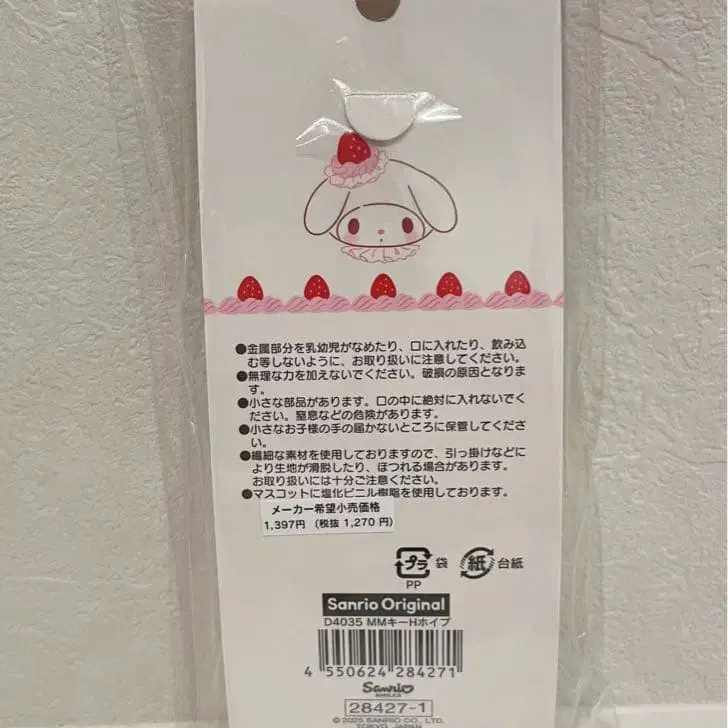 ●金属部分を乳幼児がなめたり、口に入れたり、飲み込
む等しないように、お取り扱いに注意してください。
●無理な力を加えないでください。破損の原因となりま
す。
●小さな部品があります。口の中に絶対に入れないでく
ださい。窒息などの危険があります。
●小さなお子様の手の届かないところに保管してくださ
い。
●繊細な素材を使用しておりますので、引っ掛けなどに
より生地が滑脱したり、ほつれる場合があります。
お取り扱いには十分ご注意ください。
●マスコットに塩化ビニル樹脂を使用しております。
メーカー希望小売価格
1,397円 (税抜 1,270 円)
プラ 袋 紙 台紙
PP
Sanrio Original
D4035 MMキーHホイップ
4 550624 284271
Sanrio
SMILES
28427-1
© 2025 SANRIO CO., LTD.
TOKYO, JAPAN